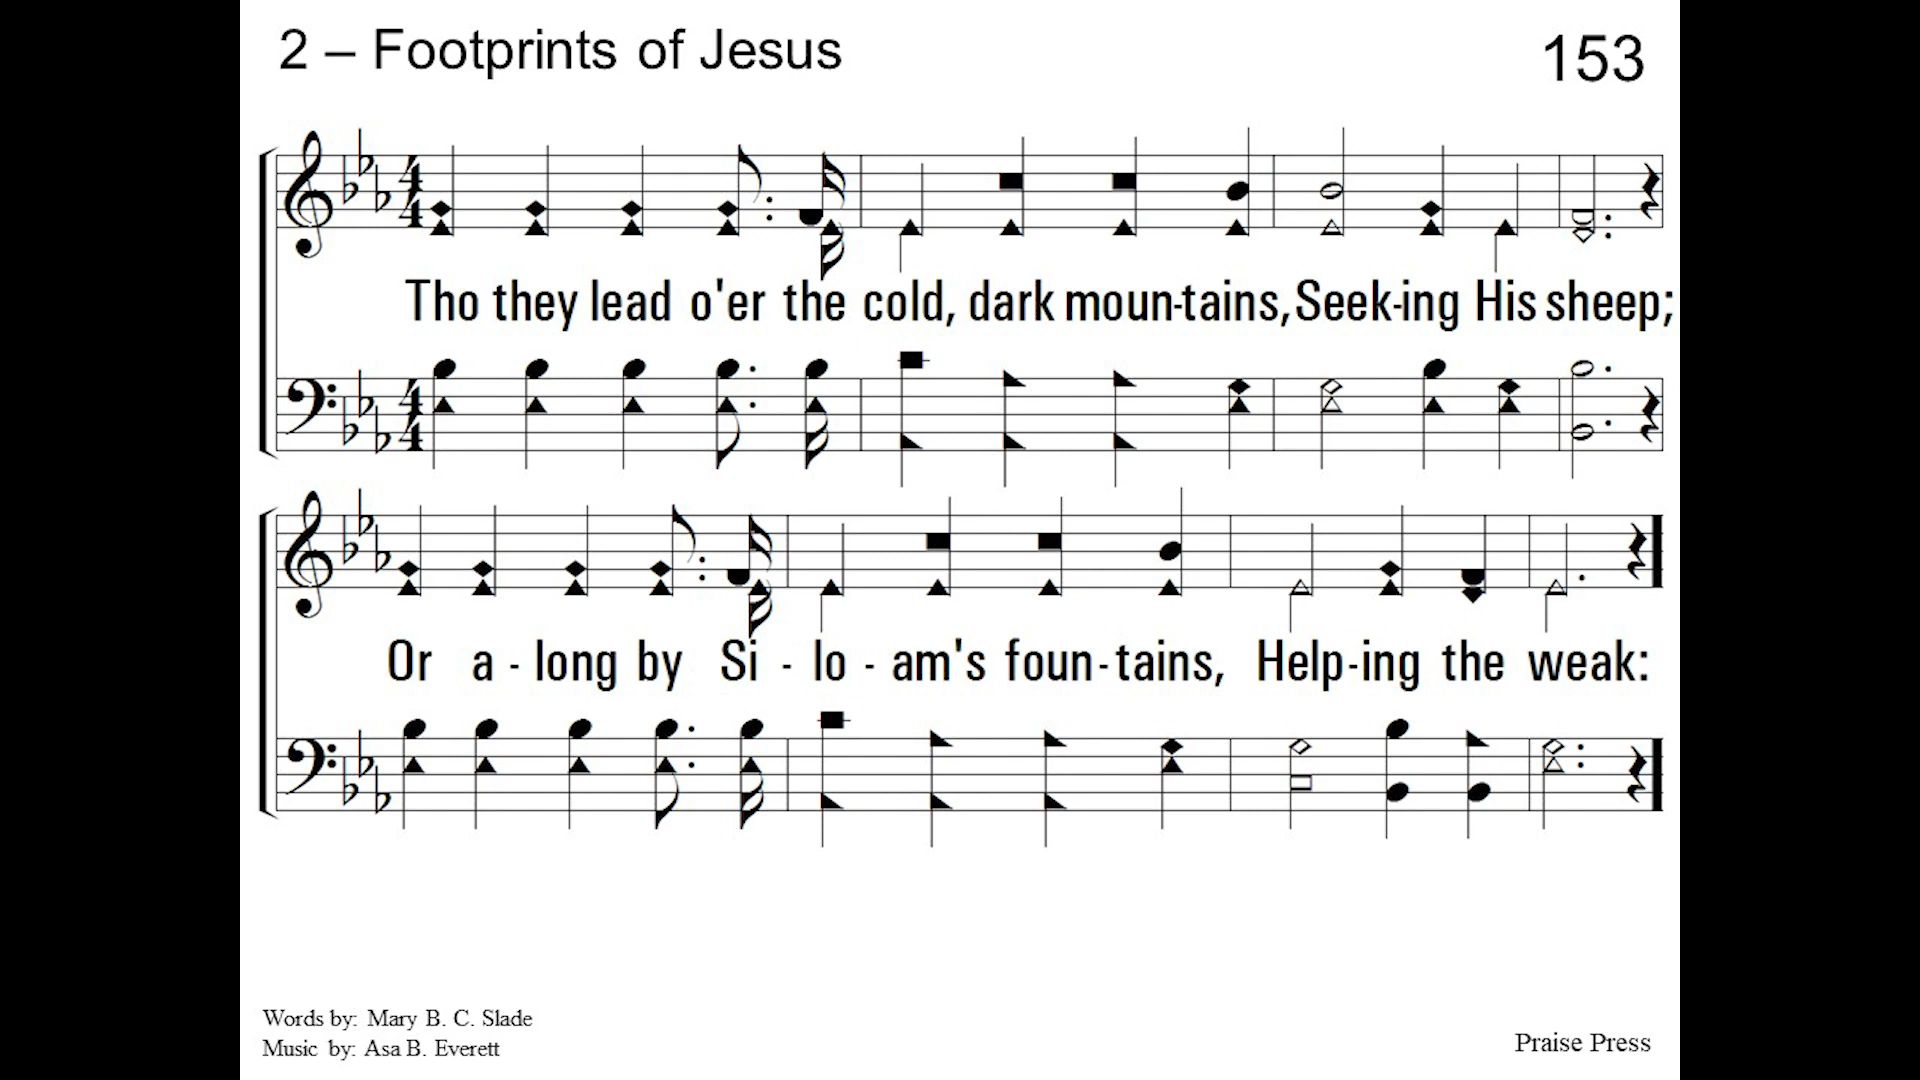 2 – Footprints of Jesus
153
Tho they lead o'er the cold, dark moun-tains, Seek-ing His sheep;
Or a - long by Si - lo - am's foun-tains, Help-ing the weak:
Words by: Mary B. C. Slade
Music by: Asa B. Everett
Praise Press